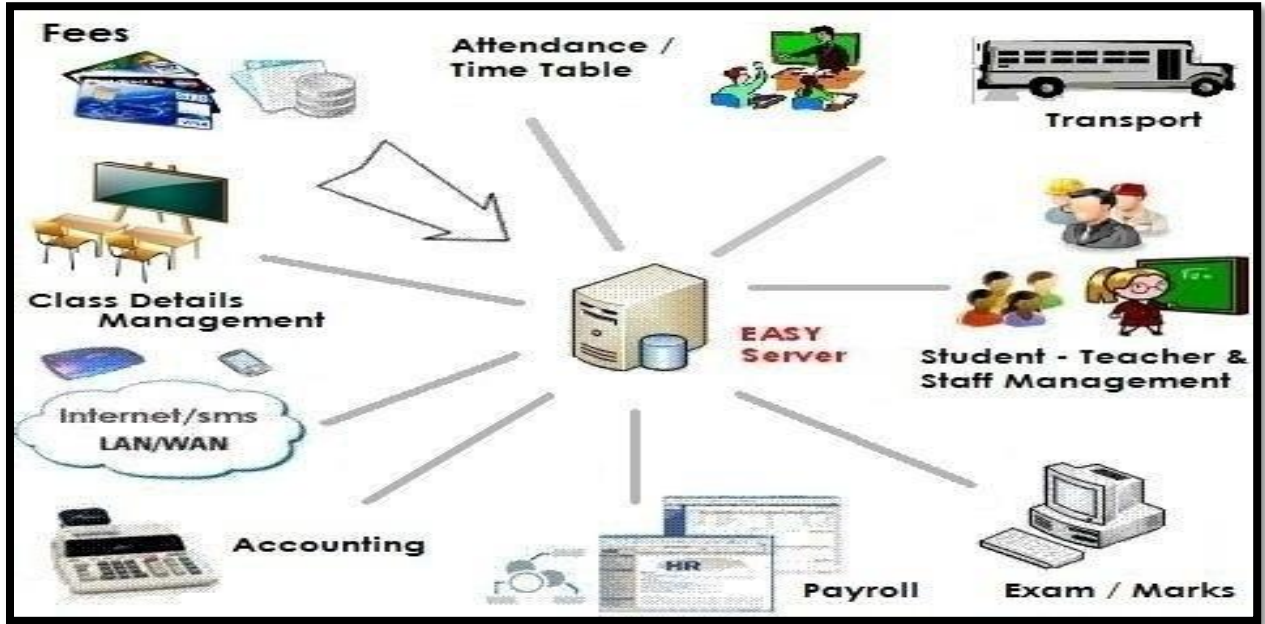 Fees
Attendance /
Time Table
Transport
Class Details
Management
EASY
Server
Student - Teacher &
Staff Management
Internet/sms
LAN/WAN
Accounting
HR
Payroll
Exam / Marks